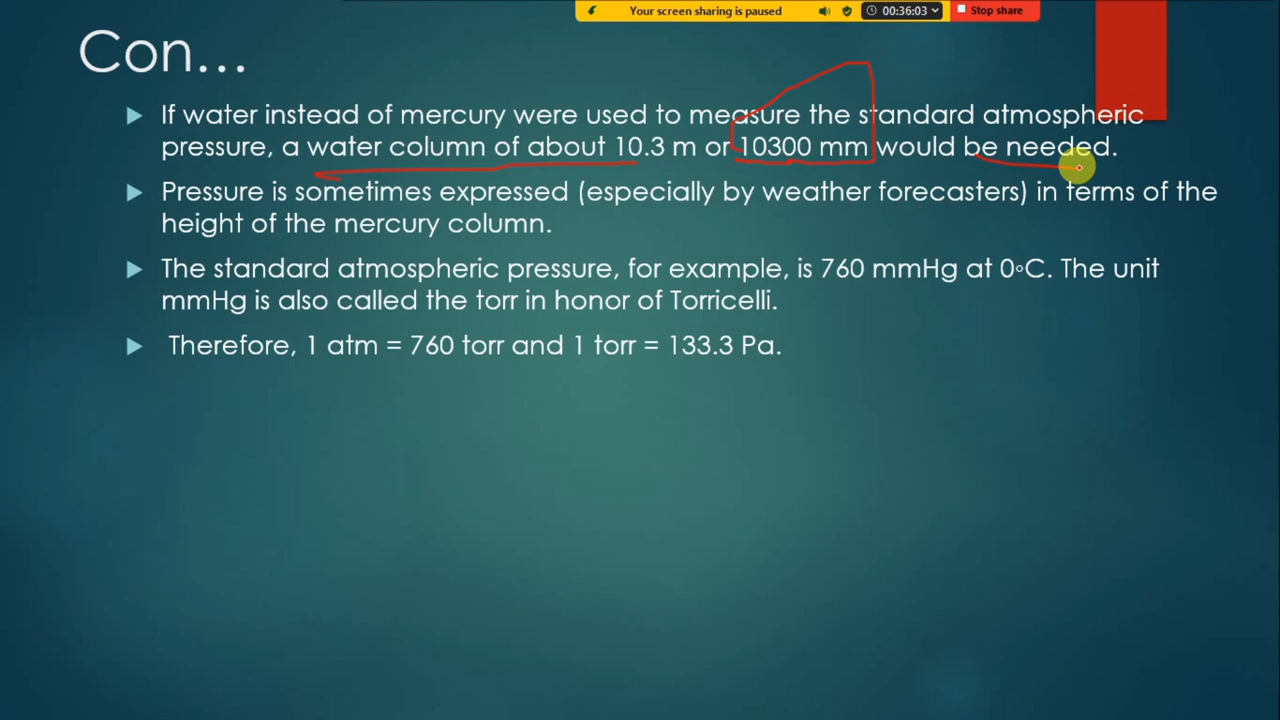 Your screen sharing is paused
00:36:03
Stop share
Con…
If water instead of mercury were used to measure the standard atmospheric
pressure, a water column of about 10.3 m or 10300 mm would be needed.
Pressure is sometimes expressed (especially by weather forecasters) in terms of the
height of the mercury column.
The standard atmospheric pressure, for example, is 760 mmHg at 0◦C. The unit
mmHg is also called the torr in honor of Torricelli.
Therefore, 1 atm = 760 torr and 1 torr = 133.3 Pa.